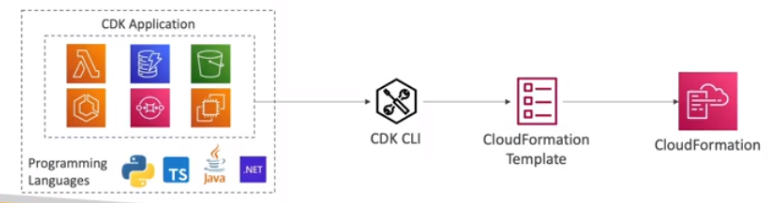 CDK Application
Programming
Languages
TS
Java
.NET
CDK CLI
CloudFormation
Template
CloudFormation